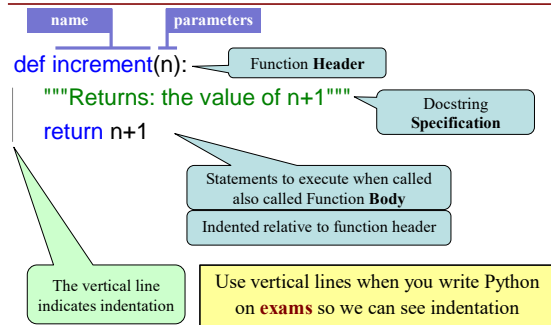 name
parameters
def increment(n):
Function Header
"""Returns: the value of n+1"""
Docstring
Specification
return n+1
Statements to execute when called
also called Function Body
Indented relative to function header
The vertical line
indicates indentation
Use vertical lines when you write Python
on exams so we can see indentation